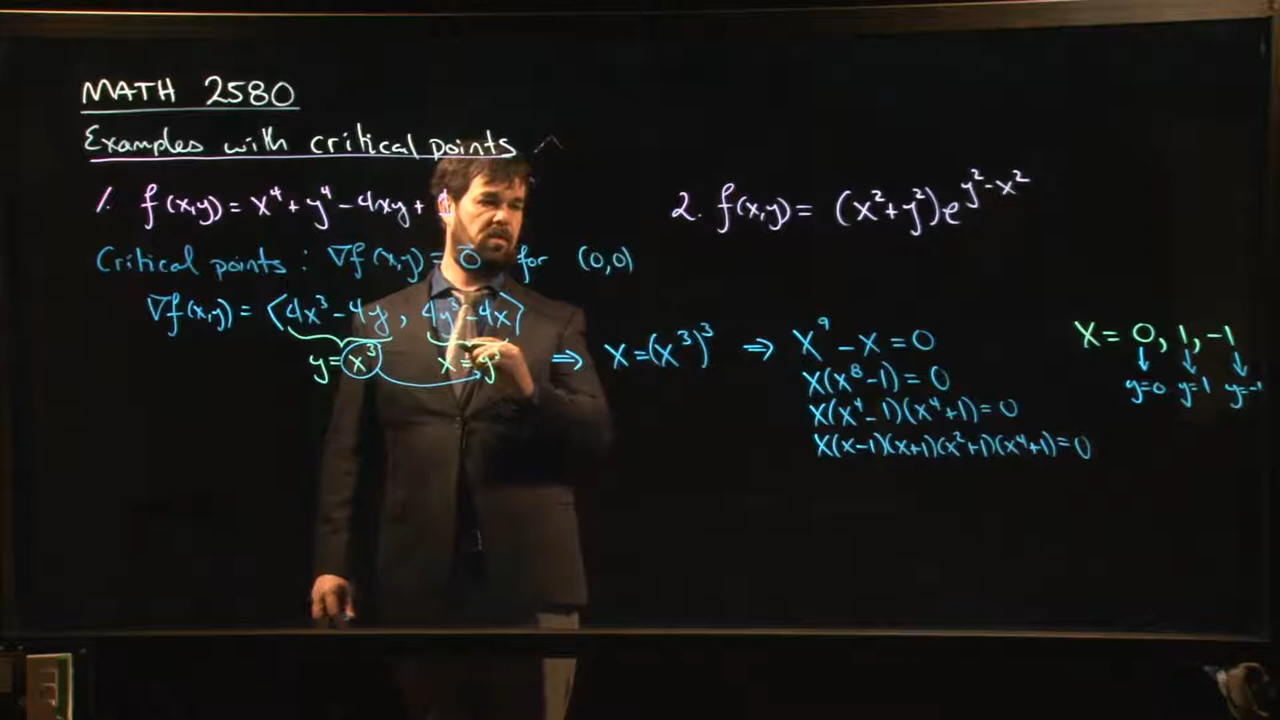 MATH 2580
Examples with critical points
1. f(x,y) = x⁴ + y⁴ - 4xy + 1
Critical points : ∇f(x,y) = 0⃗ for (0,0)
∇f(x,y) = ⟨4x³ - 4y, 4y³ - 4x⟩
y = x³ x = y³ ⇒ x = (x³)³ ⇒ x⁹ - x = 0
x(x⁸ - 1) = 0
x(x⁴ - 1)(x⁴ + 1) = 0
x(x-1)(x+1)(x²+1)(x⁴+1) = 0
2. f(x,y) = (x² + y²) e^{y² - x²}
x = 0, 1, -1
↓ ↓ ↓
y=0 y=1 y=-1